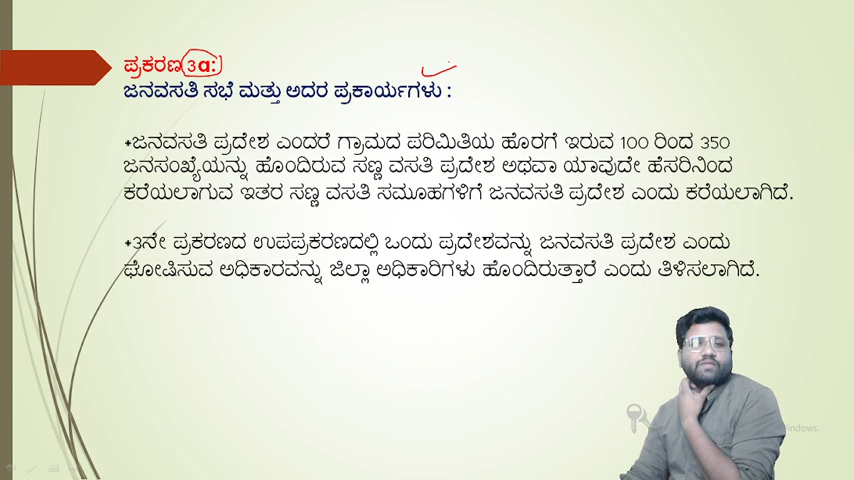 ಪ್ರಕರಣ 3a:
ಜನವಸತಿ ಸಭೆ ಮತ್ತು ಅದರ ಪ್ರಕಾರ್ಯಗಳು :
*ಜನವಸತಿ ಪ್ರದೇಶ ಎಂದರೆ ಗ್ರಾಮದ ಪರಿಮಿತಿಯ ಹೊರಗೆ ಇರುವ 100 ರಿಂದ 350
ಜನಸಂಖ್ಯೆಯನ್ನು ಹೊಂದಿರುವ ಸಣ್ಣ ವಸತಿ ಪ್ರದೇಶ ಅಥವಾ ಯಾವುದೇ ಹೆಸರಿನಿಂದ
ಕರೆಯಲಾಗುವ ಇತರ ಸಣ್ಣ ವಸತಿ ಸಮೂಹಗಳಿಗೆ ಜನವಸತಿ ಪ್ರದೇಶ ಎಂದು ಕರೆಯಲಾಗಿದೆ.
*3ನೇ ಪ್ರಕರಣದ ಉಪಪ್ರಕರಣದಲ್ಲಿ ಒಂದು ಪ್ರದೇಶವನ್ನು ಜನವಸತಿ ಪ್ರದೇಶ ಎಂದು
ಘೋಷಿಸುವ ಅಧಿಕಾರವನ್ನು ಜಿಲ್ಲಾ ಅಧಿಕಾರಿಗಳು ಹೊಂದಿರುತ್ತಾರೆ ಎಂದು ತಿಳಿಸಲಾಗಿದೆ.
Windows.